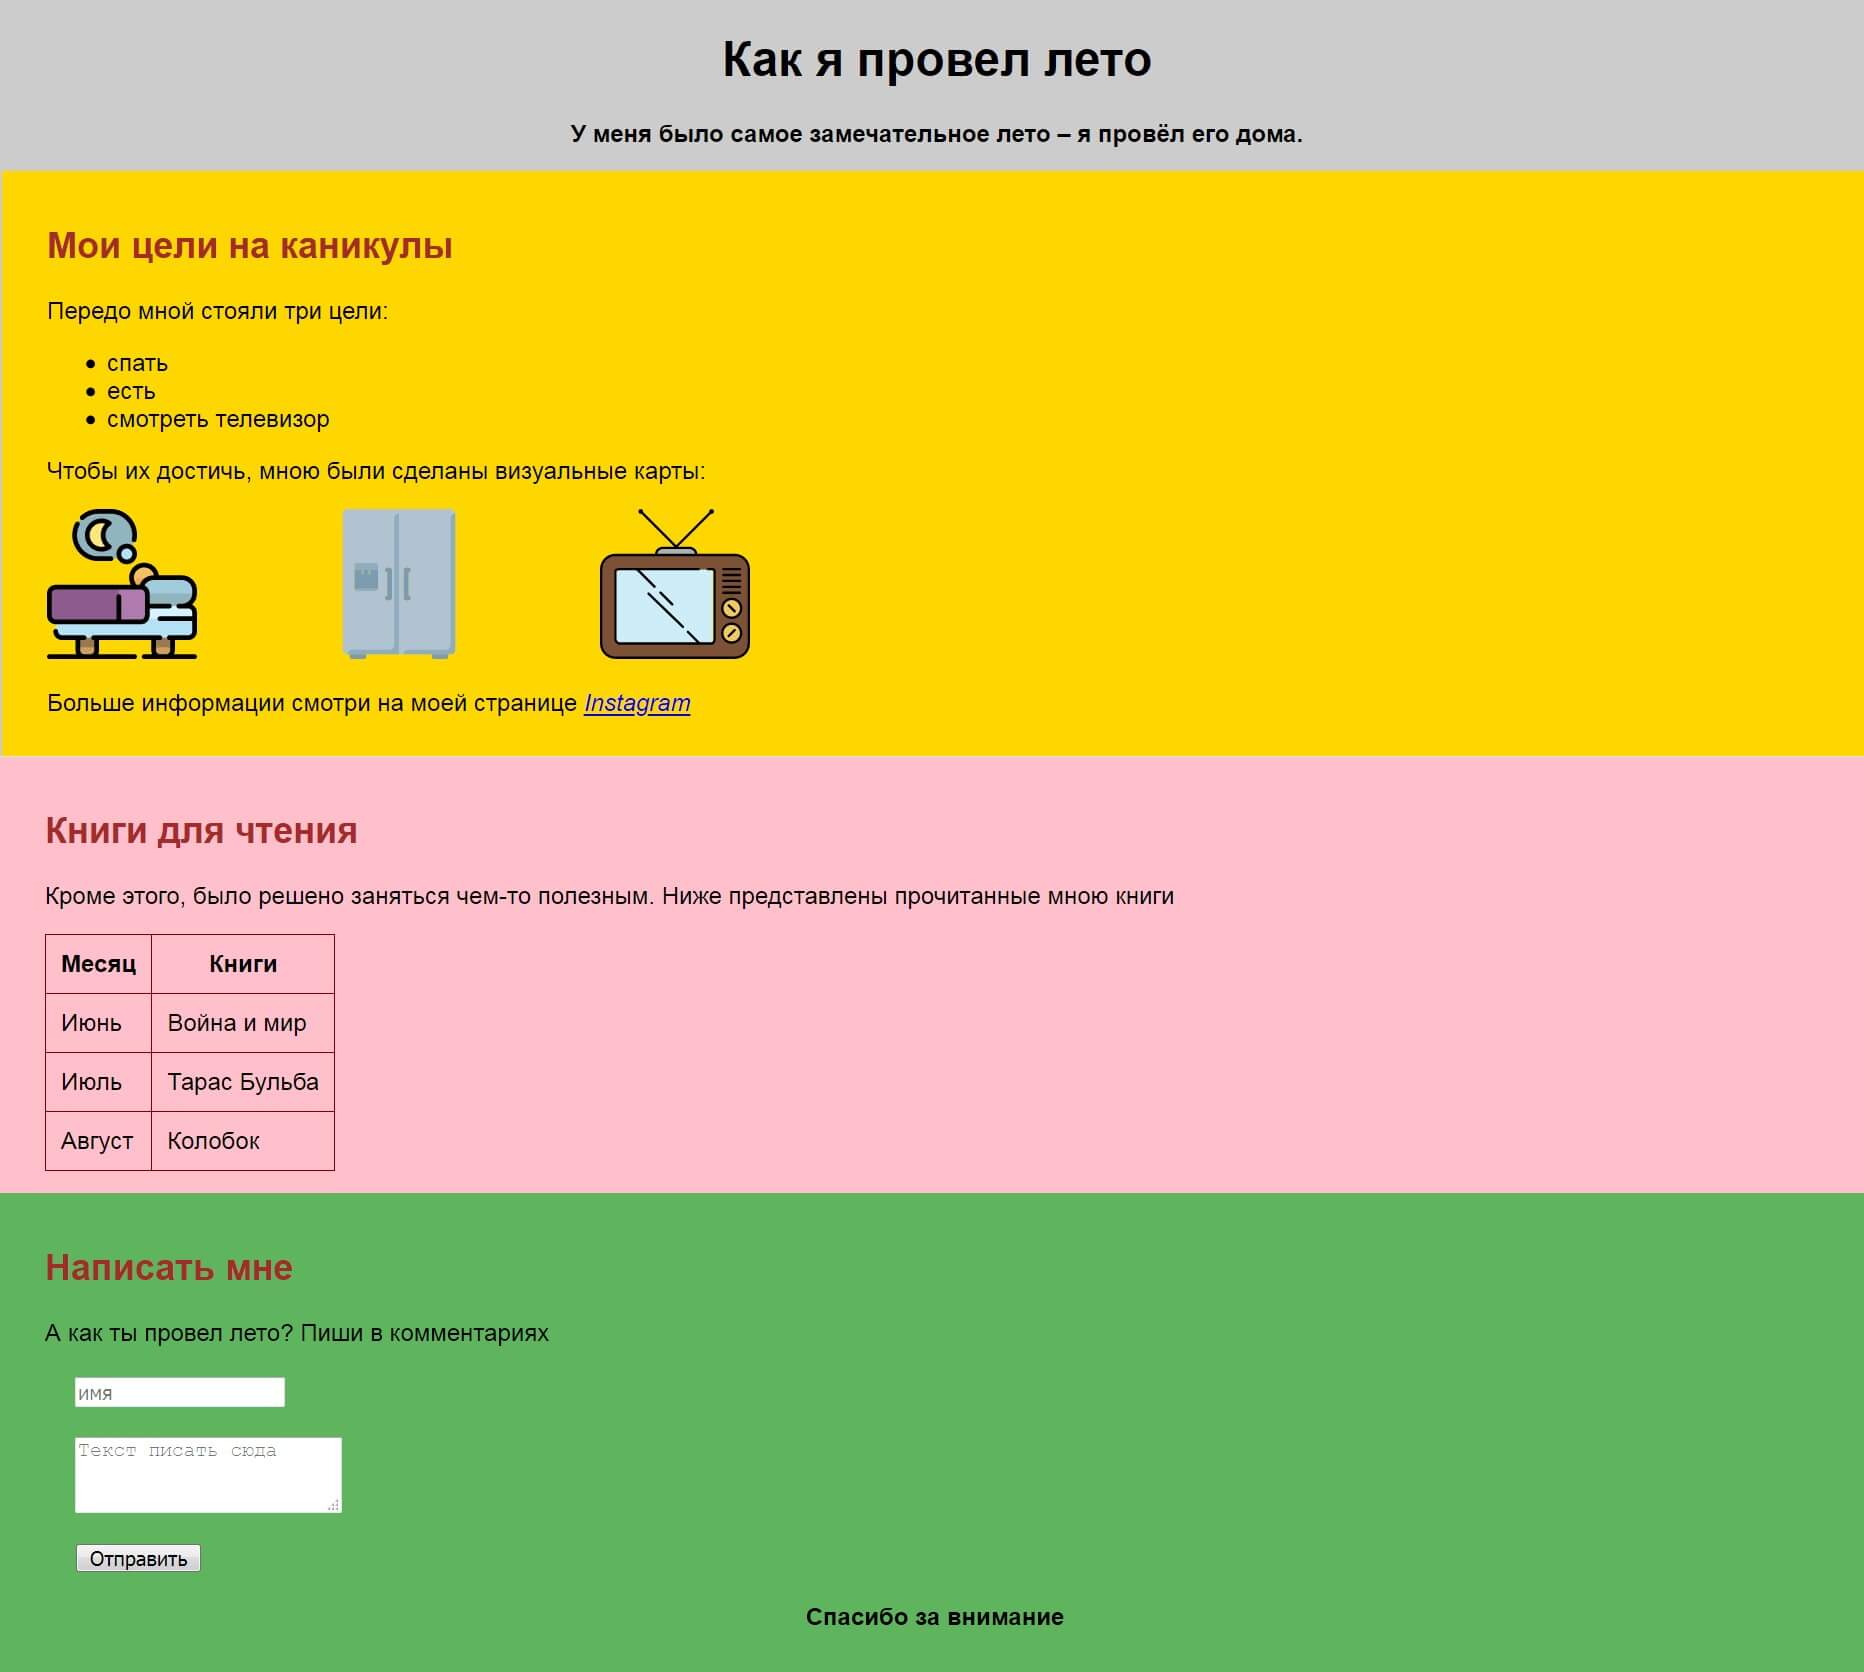 Как я провел лето
У меня было самое замечательное лето – я провёл его дома.
Мои цели на каникулы
Передо мной стояли три цели:
спать
есть
смотреть телевизор
Чтобы их достичь, мною были сделаны визуальные карты:
Больше информации смотри на моей странице Instagram
Книги для чтения
Кроме этого, было решено заняться чем-то полезным. Ниже представлены прочитанные мною книги
Месяц Книги
Июнь Война и мир
Июль Тарас Бульба
Август Колобок
Написать мне
А как ты провел лето? Пиши в комментариях
имя
Текст писать сюда
Отправить
Спасибо за внимание